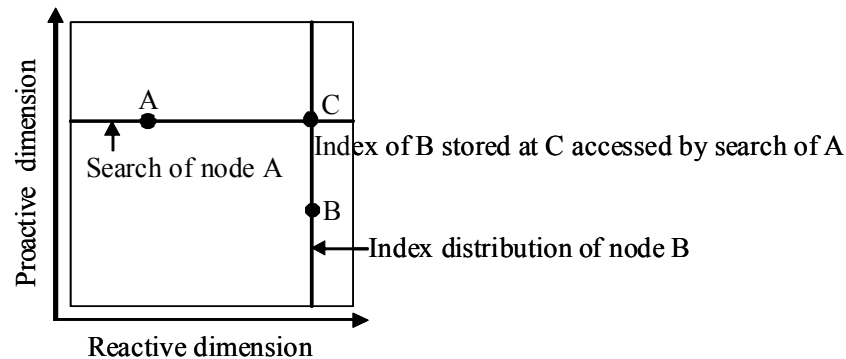 Proactive dimension
A
C
Index of B stored at C accessed by search of A
Search of node A
B
Index distribution of node B
Reactive dimension